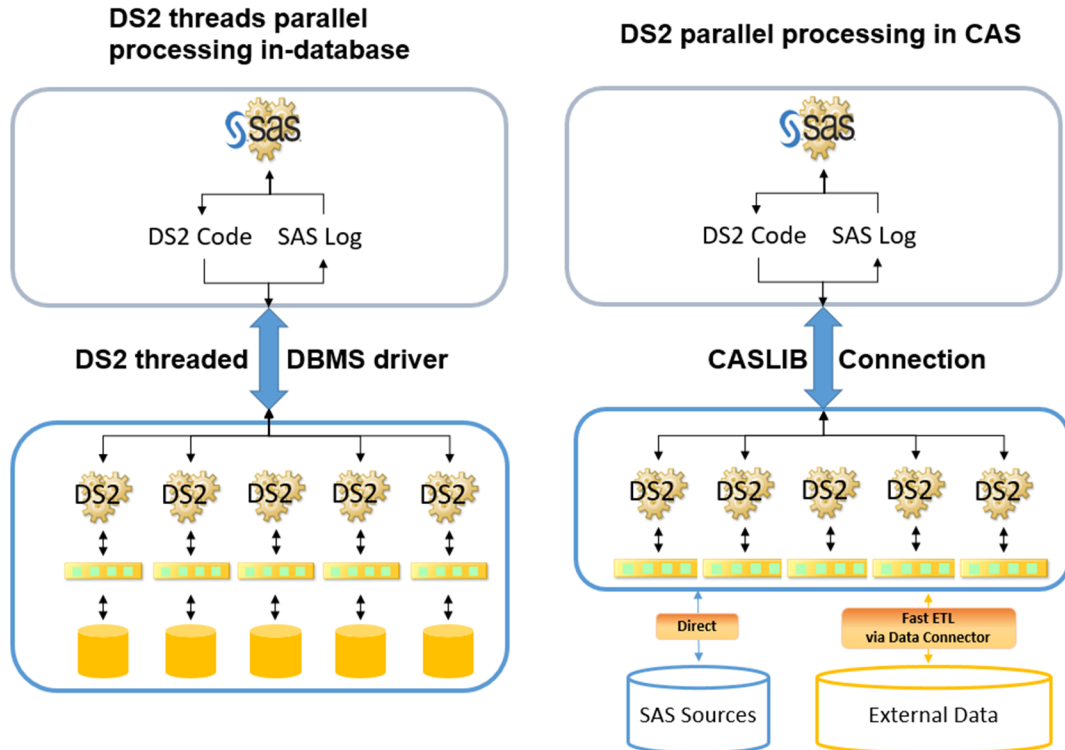 DS2 threads parallel
processing in-database
sas
DS2 Code SAS Log
DS2 threaded DBMS driver
DS2 DS2 DS2 DS2 DS2
DS2 parallel processing in CAS
sas
DS2 Code SAS Log
CASLIB Connection
DS2 DS2 DS2 DS2 DS2
Direct
Fast ETL
via Data Connector
SAS Sources
External Data